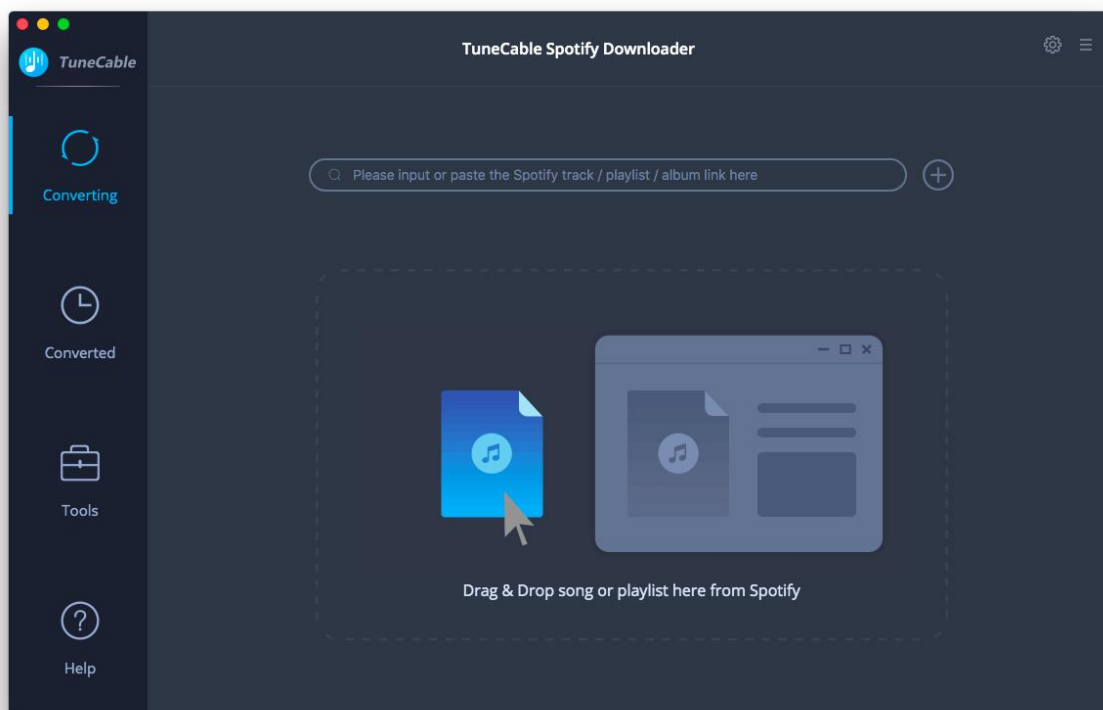 TuneCable
TuneCable Spotify Downloader
Please input or paste the Spotify track / playlist / album link here
Converting
Converted
Tools
Help
Drag & Drop song or playlist here from Spotify